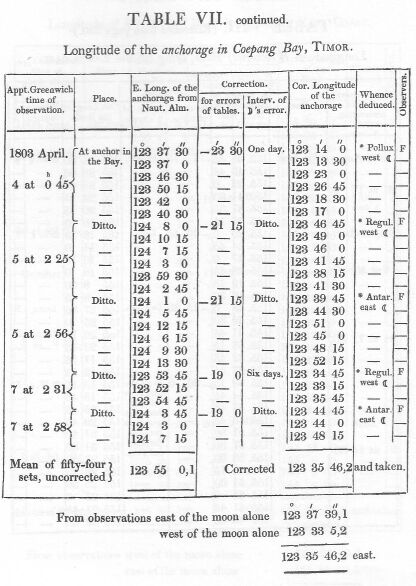 TABLE VII. continued.
Longitude of the anchorage in Coepang Bay, TIMOR.
Appt. Greenwich time of observation. | Place. | E. Long. of the anchorage from Naut. Alm. | Correction. for errors of tables. | Interv. of ☽'s error. | Cor. Longitude of the anchorage | Whence deduced. | Observers.
1803 April. | At anchor in | 123° 37′ 30″ | —23′ 30″ | One day. | 123° 14′ 0″ | * Pollux | F
the Bay. | 123 37 0 | — | — | 123 13 30 | west ☾
— | 123 46 30 | — | — | 123 23 0 | —
4 at 0h 45′ | — | 123 50 15 | — | — | 123 26 45 | —
— | 123 42 0 | — | — | 123 18 30 | —
— | 123 40 30 | — | — | 123 17 0 | —
Ditto. | 124 8 0 | —21 15 | Ditto. | 123 46 45 | * Regul. | F
— | 124 10 15 | — | — | 123 49 0 | west ☾
— | 124 7 15 | — | — | 123 46 0 | —
5 at 2 25 | — | 124 3 0 | — | — | 123 41 45 | —
— | 123 59 30 | — | — | 123 38 15 | —
— | 124 2 45 | — | — | 123 41 30 | —
Ditto. | 124 1 0 | —21 15 | Ditto. | 123 39 45 | * Antar. | F
— | 124 5 45 | — | — | 123 44 30 | east ☾
— | 124 12 15 | — | — | 123 51 0 | —
5 at 2 56 | — | 124 6 15 | — | — | 123 45 0 | —
— | 124 9 30 | — | — | 123 48 15 | —
— | 124 13 30 | — | — | 123 52 15 | —
Ditto. | 123 53 45 | —19 0 | Six days. | 123 34 45 | * Regul. | F
7 at 2 31 | — | 123 52 15 | — | — | 123 33 15 | west ☾
— | 123 54 45 | — | — | 123 35 45 | —
Ditto. | 124 3 45 | —19 0 | Ditto. | 123 44 45 | * Antar. | F
7 at 2 58 | — | 124 3 0 | — | — | 123 44 0 | east ☾
— | 124 7 15 | — | — | 123 48 15 | —
Mean of fifty-four sets, uncorrected } 123 55 0,1 | Corrected | 123 35 46,2 | and taken.
From observations east of the moon alone 123° 37′ 39,1″
west of the moon alone 123 33 5,2
123 35 46,2 east.